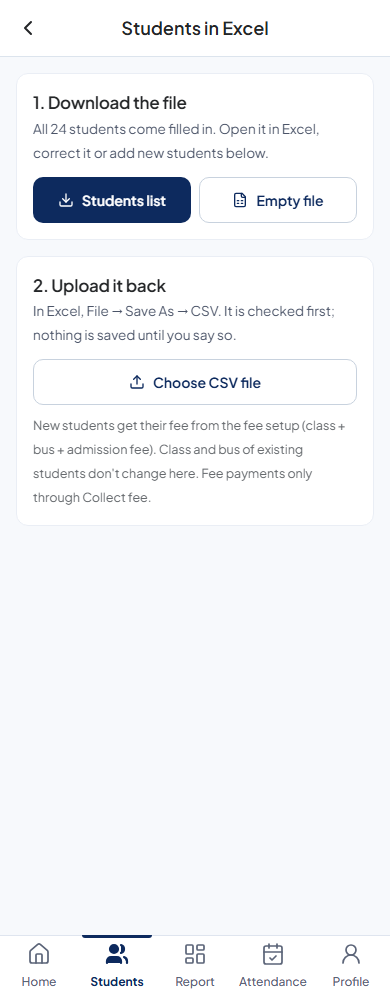 Students in Excel
1. Download the file
All 24 students come filled in. Open it in Excel,
correct it or add new students below.
Students list
Empty file
2. Upload it back
In Excel, File → Save As → CSV. It is checked first;
nothing is saved until you say so.
Choose CSV file
New students get their fee from the fee setup (class +
bus + admission fee). Class and bus of existing
students don't change here. Fee payments only
through Collect fee.
Home
Students
Report
Attendance
Profile